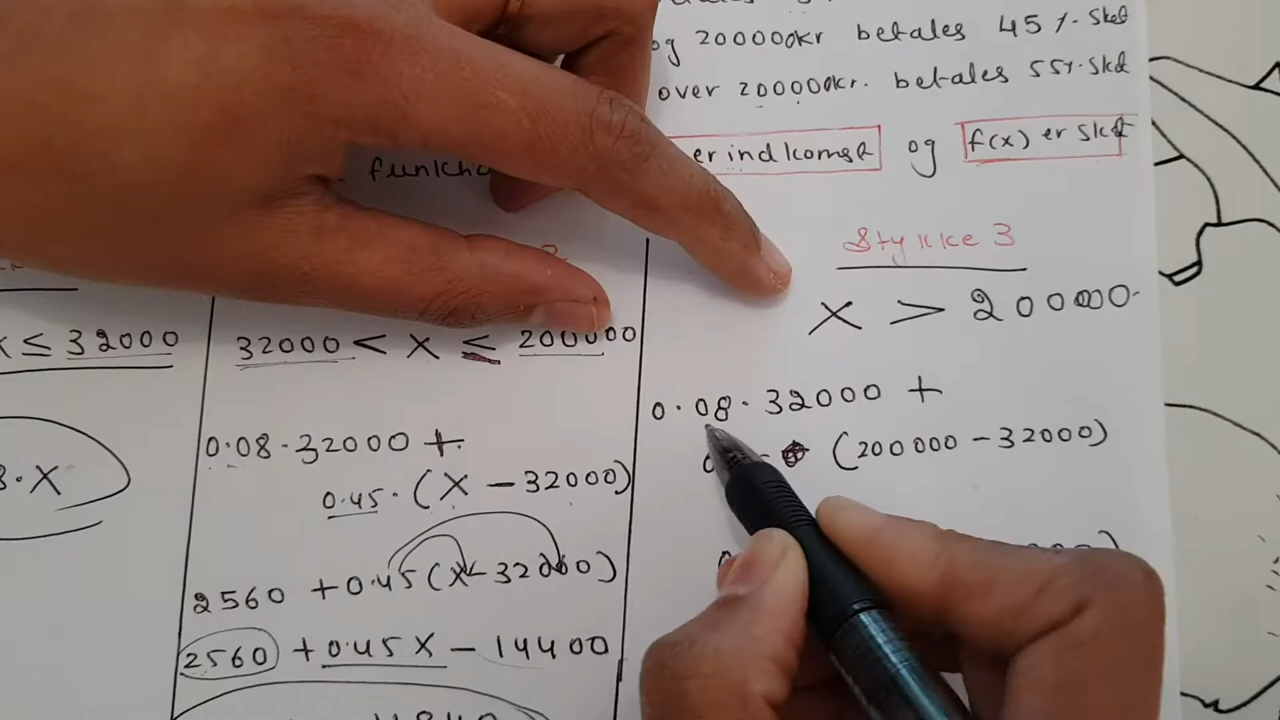 og 200000kr betales 45 %. skat
over 200000kr. betales 55%. skat
er indkomst og f(x) er skat
funktio
Stykke 3
x > 200000.
x ≤ 32000
32000 < x ≤ 200000
0.08.32000 +
0.45.(x - 32000)
2560 + 0.45(x - 32000)
2560 + 0.45x - 14400
8.x
0.08.32000 +
(200000 - 32000)